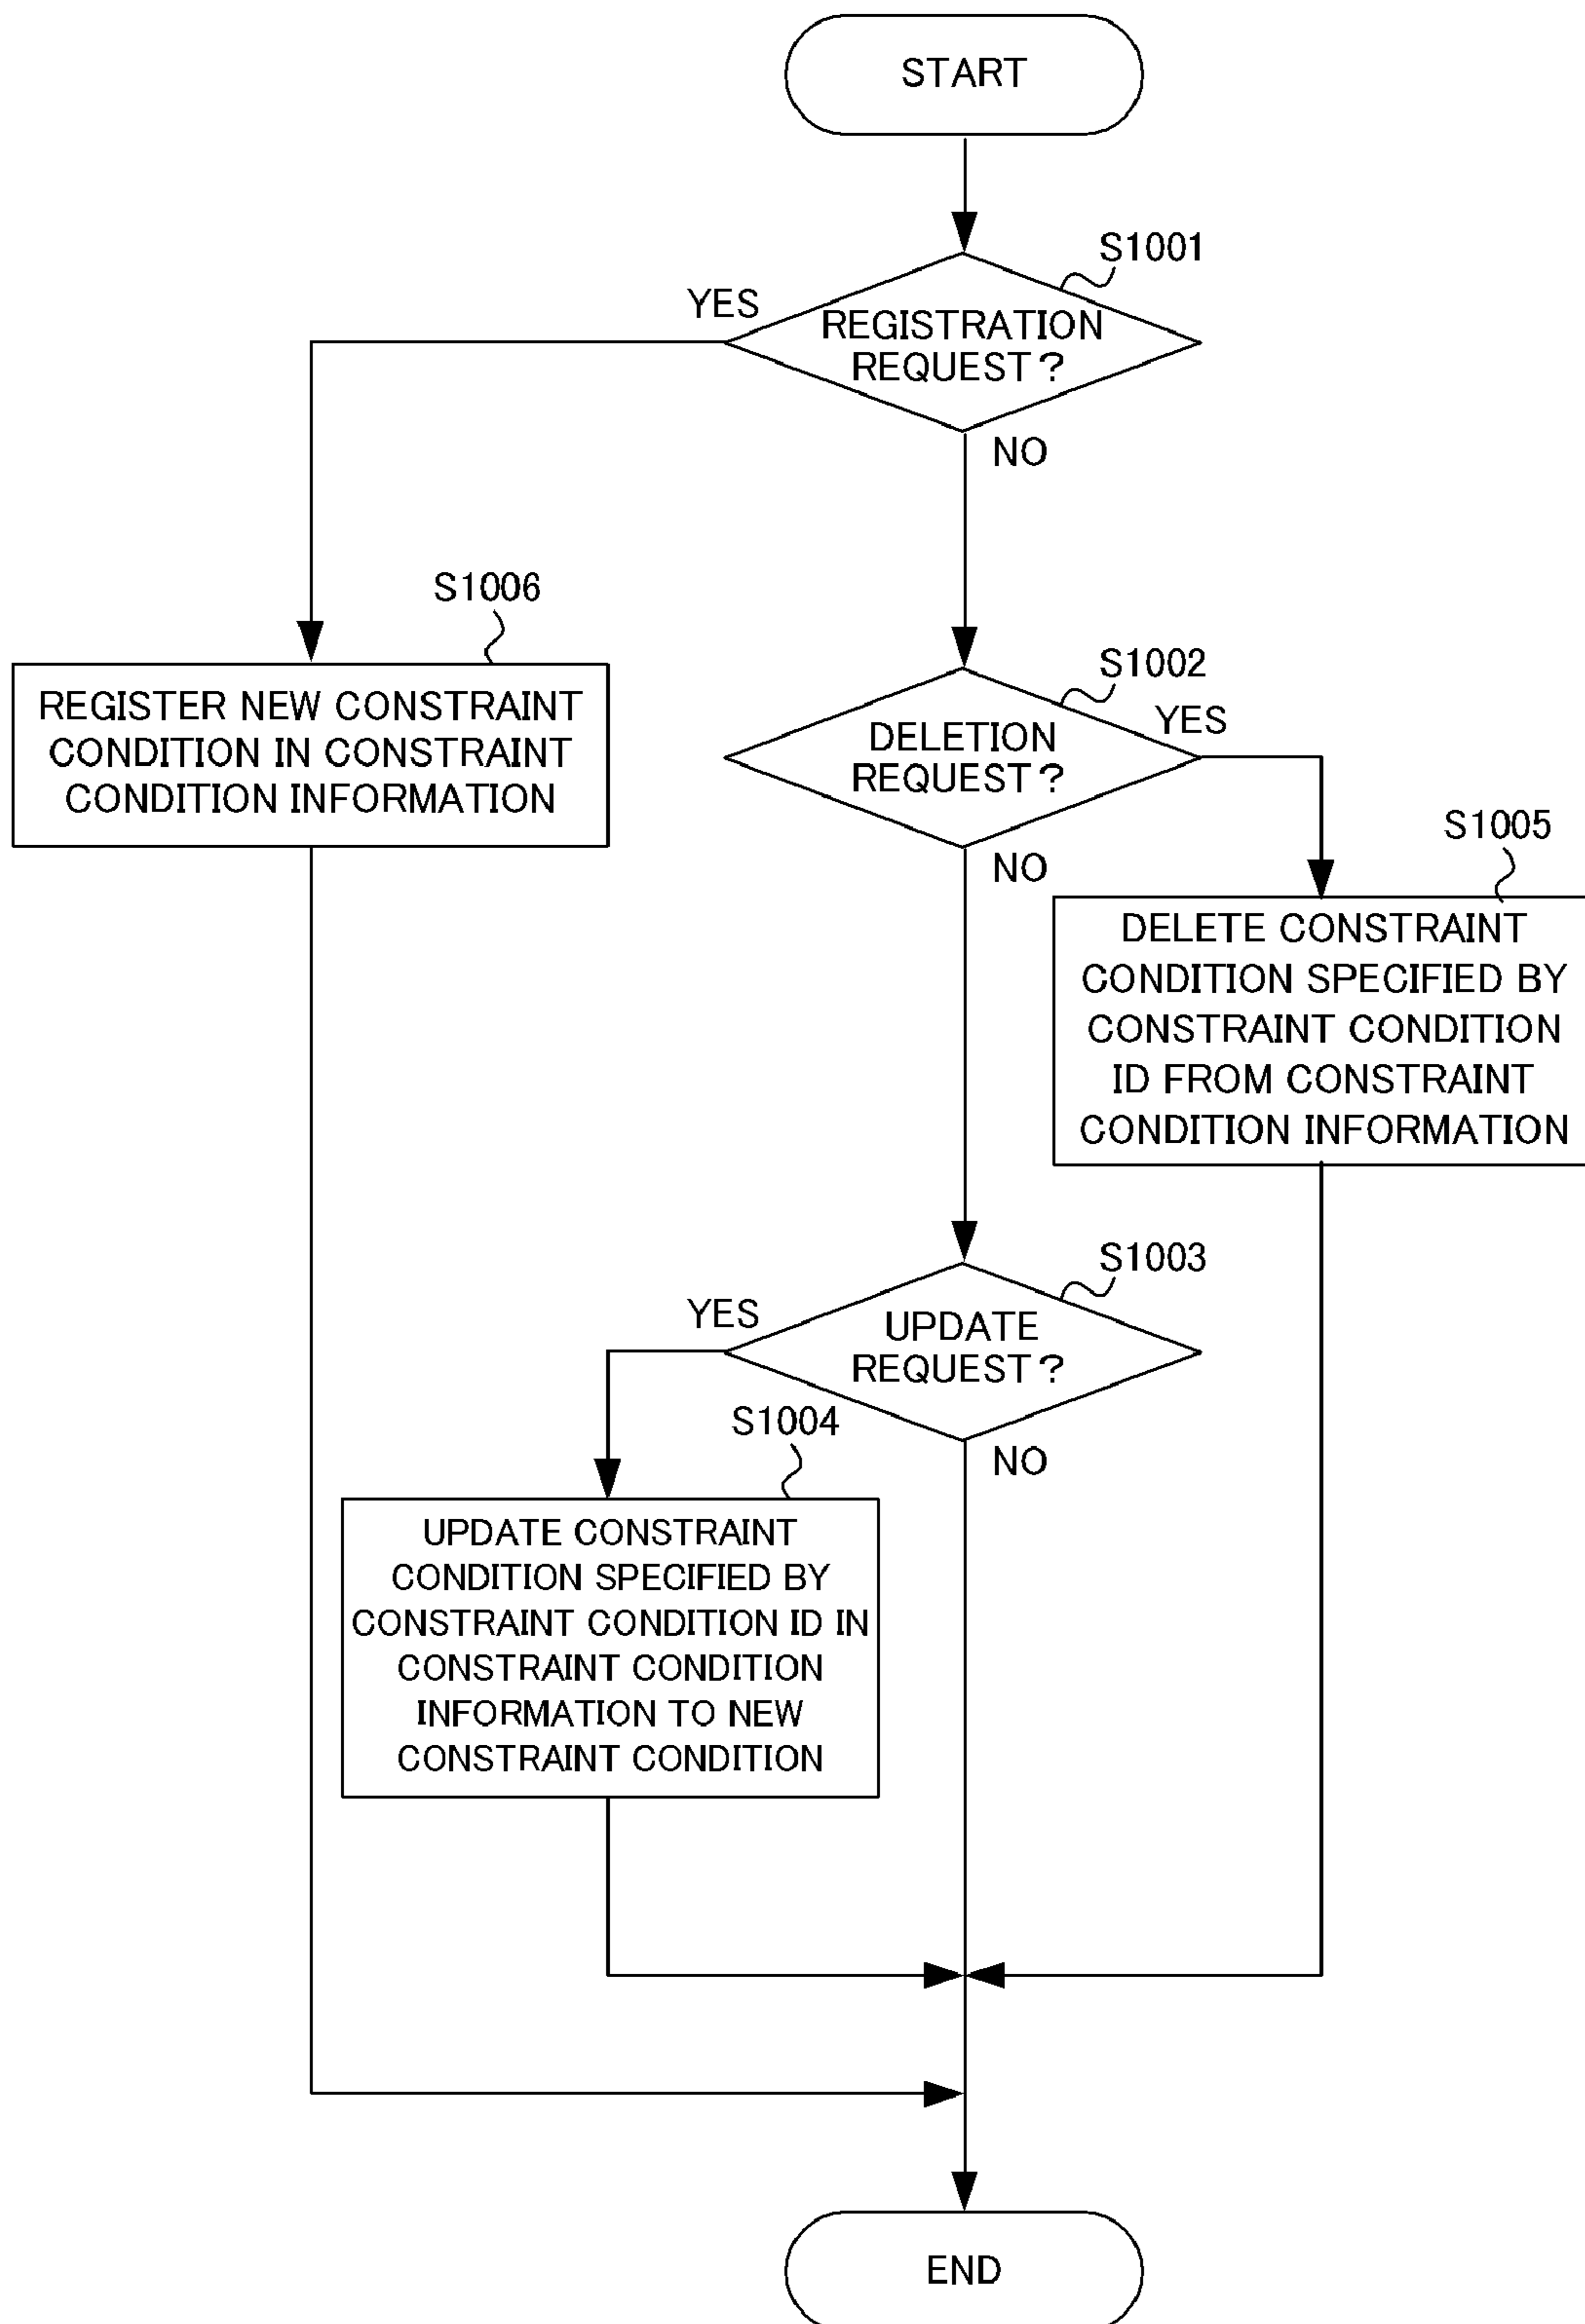 START
S1001
YES
REGISTRATION
REQUEST?
NO
S1006
REGISTER NEW CONSTRAINT
CONDITION IN CONSTRAINT
CONDITION INFORMATION
S1002
YES
DELETION
REQUEST?
NO
S1005
DELETE CONSTRAINT
CONDITION SPECIFIED BY
CONSTRAINT CONDITION
ID FROM CONSTRAINT
CONDITION INFORMATION
S1003
YES
UPDATE
REQUEST?
NO
S1004
UPDATE CONSTRAINT
CONDITION SPECIFIED BY
CONSTRAINT CONDITION ID IN
CONSTRAINT CONDITION
INFORMATION TO NEW
CONSTRAINT CONDITION
END